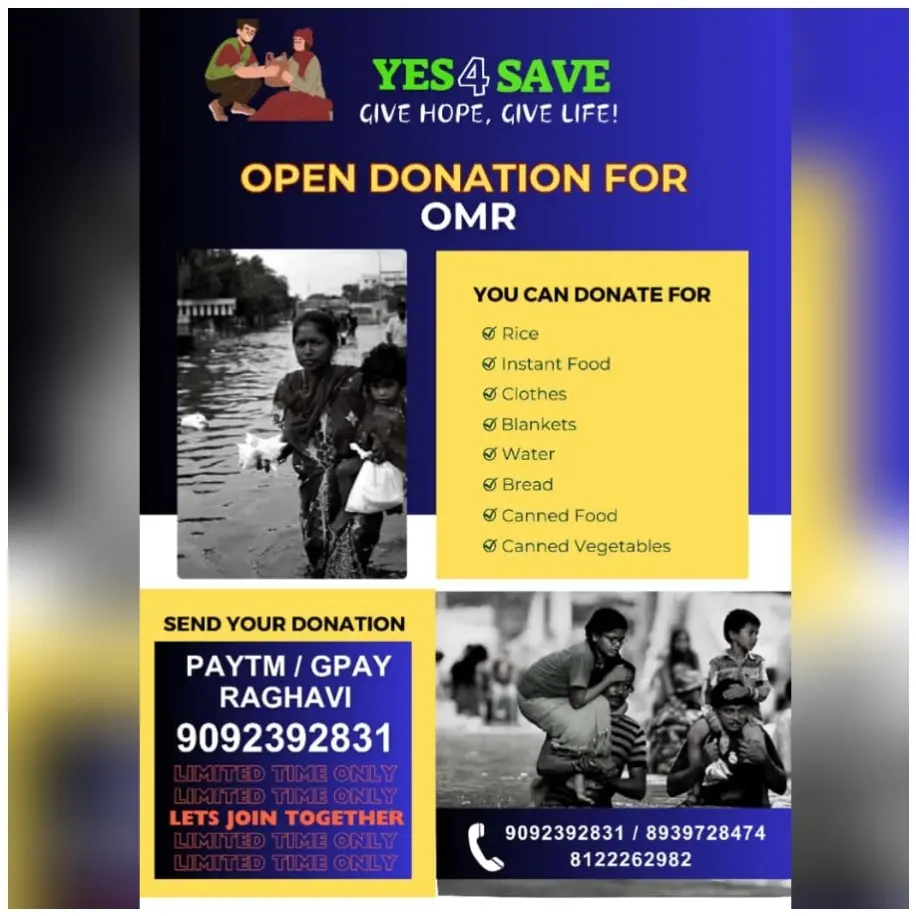 YES4SAVE
GIVE HOPE, GIVE LIFE!
OPEN DONATION FOR
OMR
YOU CAN DONATE FOR
Rice
Instant Food
Clothes
Blankets
Water
Bread
Canned Food
Canned Vegetables
SEND YOUR DONATION
PAYTM / GPAY
RAGHAVI
9092392831
LIMITED TIME ONLY
LIMITED TIME ONLY
LETS JOIN TOGETHER
LIMITED TIME ONLY
LIMITED TIME ONLY
9092392831 / 8939728474
8122262982